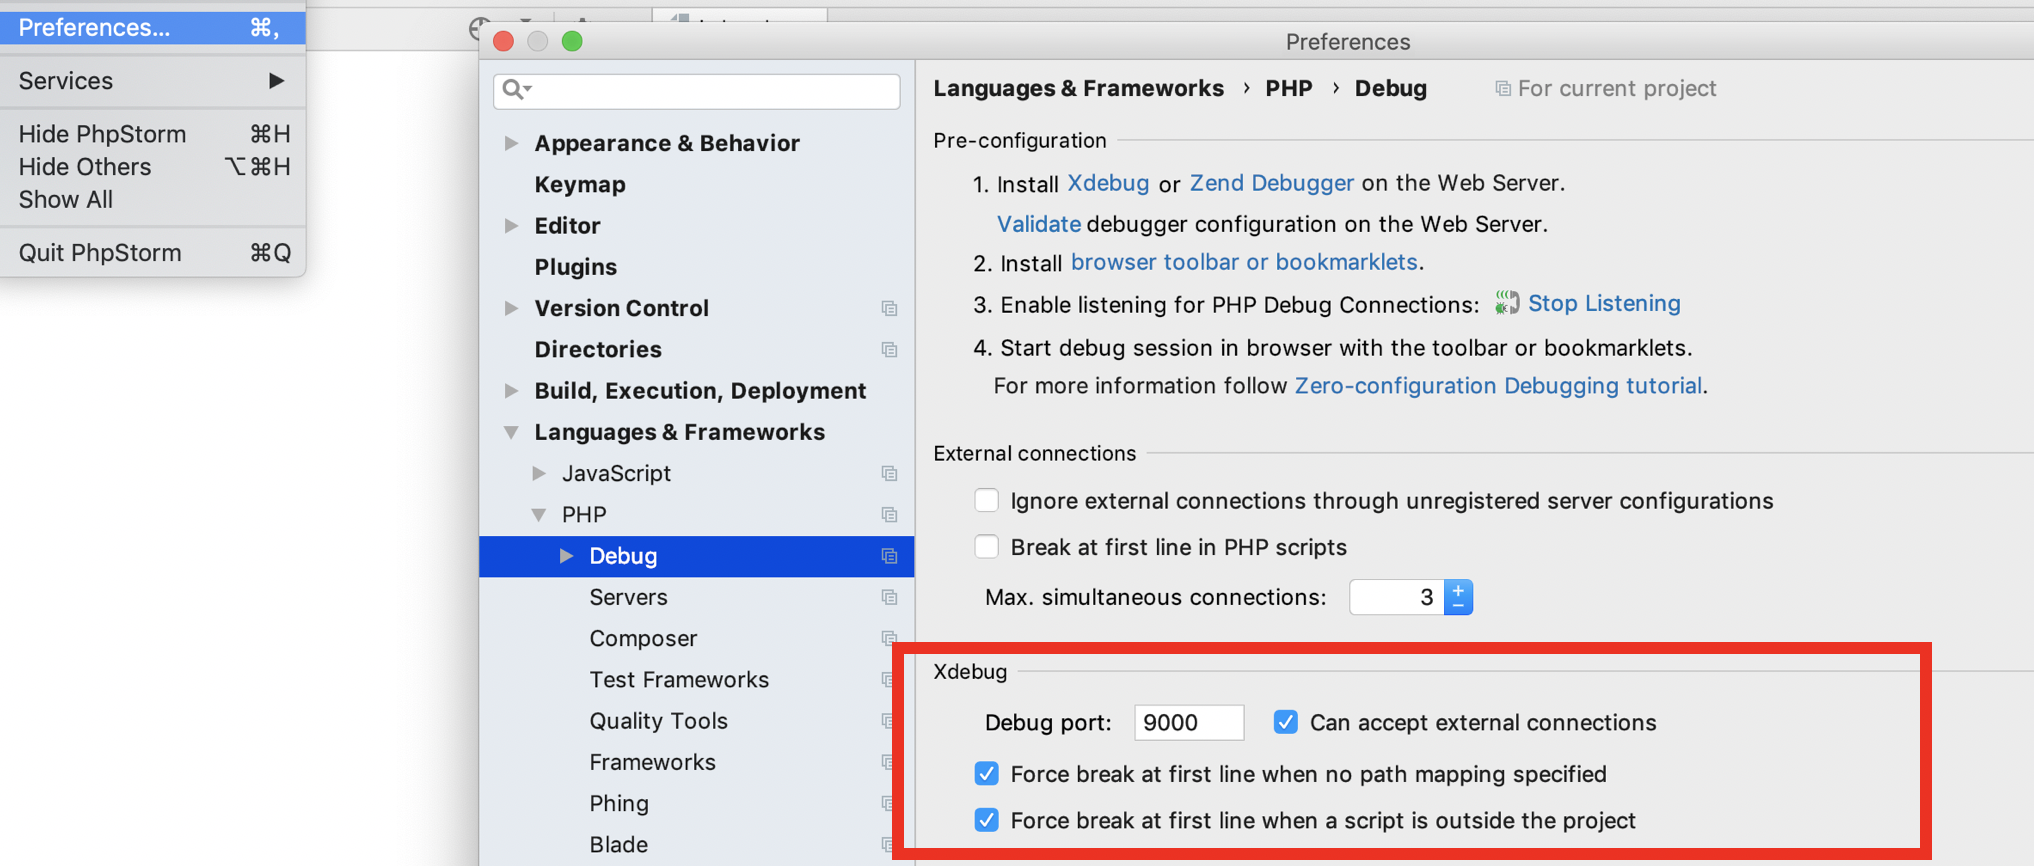 Preferences... ⌘,
Services ▶
Hide PhpStorm ⌘H
Hide Others ⌥⌘H
Show All
Quit PhpStorm ⌘Q
Preferences
Appearance & Behavior
Keymap
Editor
Plugins
Version Control
Directories
Build, Execution, Deployment
Languages & Frameworks
JavaScript
PHP
Debug
Servers
Composer
Test Frameworks
Quality Tools
Frameworks
Phing
Blade
Languages & Frameworks › PHP › Debug For current project
Pre-configuration
1. Install Xdebug or Zend Debugger on the Web Server.
Validate debugger configuration on the Web Server.
2. Install browser toolbar or bookmarklets.
3. Enable listening for PHP Debug Connections: Stop Listening
4. Start debug session in browser with the toolbar or bookmarklets.
For more information follow Zero-configuration Debugging tutorial.
External connections
Ignore external connections through unregistered server configurations
Break at first line in PHP scripts
Max. simultaneous connections: 3
Xdebug
Debug port: 9000 Can accept external connections
Force break at first line when no path mapping specified
Force break at first line when a script is outside the project